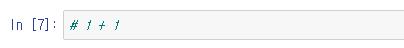 In [7]: # 1 + 1